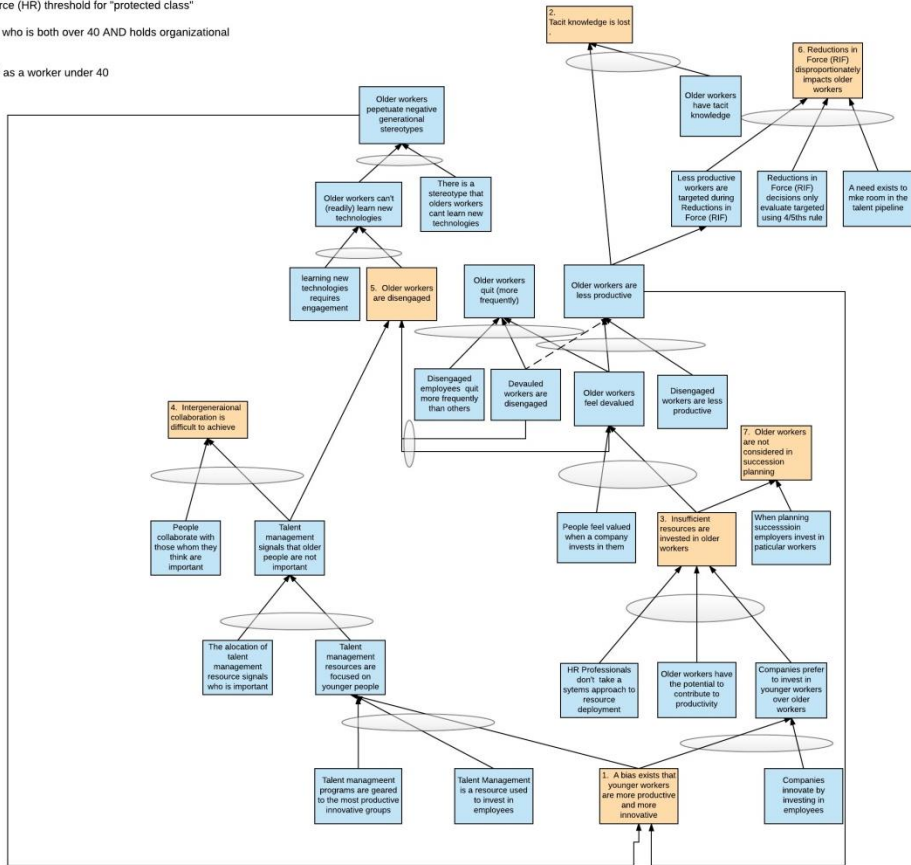 rce (HR) threshold for "protected class"
who is both over 40 AND holds organizational
as a worker under 40
2.
Tacit knowledge is lost
.
6. Reductions in
Force (RIF)
disproportionately
impacts older
workers
Older workers
have tacit
knowledge
Older workers
pepetuate negative
generational
stereotypes
Older workers can't
(readily) learn new
technologies
There is a
stereotype that
olders workers
cant learn new
technologies
Less productive
workers are
targeted during
Reductions in
Force (RIF)
Reductions in
Force (RIF)
decisions only
evaluate targeted
using 4/5ths rule
A need exists to
mke room in the
talent pipeline
learning new
technologies
requires
engagement
5. Older workers
are disengaged
Older workers
quit (more
frequently)
Older workers are
less productive
Disengaged
employees quit
more frequently
than others
Devauled
workers are
disengaged
Older workers
feel devalued
Disengaged
workers are less
productive
4. Intergeneraional
collaboration is
difficult to achieve
7. Older workers
are not
considered in
succession
planning
People
collaborate with
those whom they
think are
important
Talent
management
signals that older
people are not
important
People feel valued
when a company
invests in them
3. Insufficient
resources are
invested in older
workers
When planning
successsioin
employers invest in
paticular workers
The alocation of
talent
management
resource signals
who is important
Talent
management
resources are
focused on
younger people
HR Professionals
don't take a
sytems approach to
resource
deployment
Older workers have
the potential to
contribute to
productivity
Companies prefer
to invest in
younger workers
over older
workers
Talent managmeent
programs are geared
to the most productive
innovative groups
Talent Management
is a resource used
to invest in
employees
1. A bias exists that
younger workers
are more productive
and more
innovative
Companies
innovate by
investing in
employees